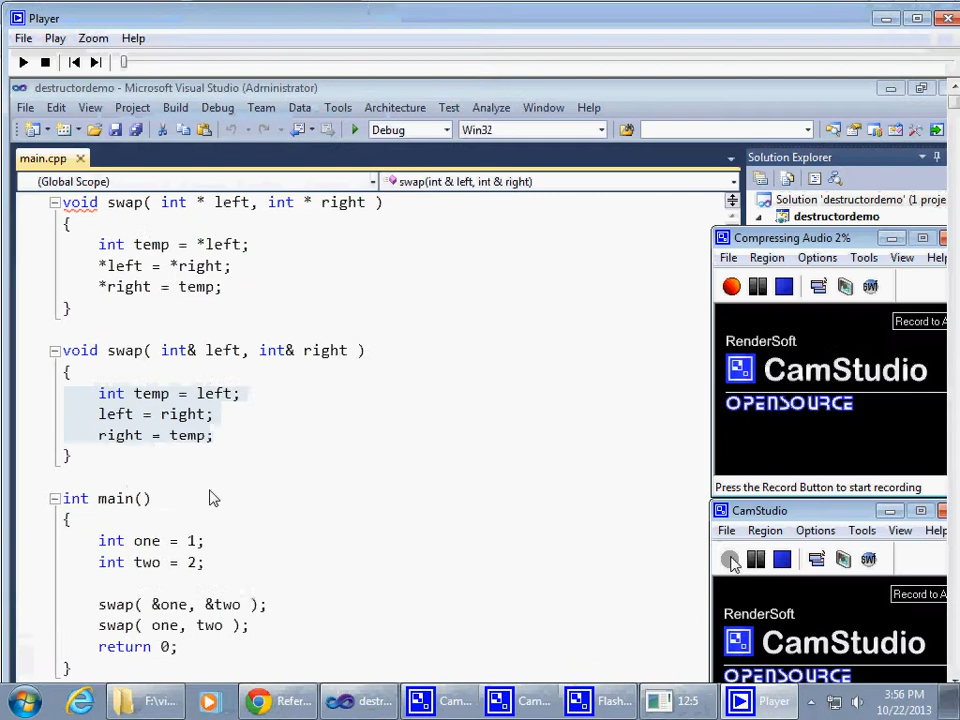 Player
File Play Zoom Help
destructordemo - Microsoft Visual Studio (Administrator)
File Edit View Project Build Debug Team Data Tools Architecture Test Analyze Window Help
Debug Win32
main.cpp
Solution Explorer
(Global Scope) swap(int & left, int & right)
Solution 'destructordemo' (1 proje
destructordemo
void swap( int * left, int * right )
{
int temp = *left;
*left = *right;
*right = temp;
}
void swap( int& left, int& right )
{
int temp = left;
left = right;
right = temp;
}
int main()
{
int one = 1;
int two = 2;
swap( &one, &two );
swap( one, two );
return 0;
}
Compressing Audio 2%
File Region Options Tools View Help
Record to A
RenderSoft
CamStudio
OPENSOURCE
Press the Record Button to start recording
CamStudio
File Region Options Tools View Help
Record to A
RenderSoft
CamStudio
OPENSOURCE
F:\vi... Refer... destr... Cam... Cam... Flash... 12:5 Player
3:56 PM
10/22/2013